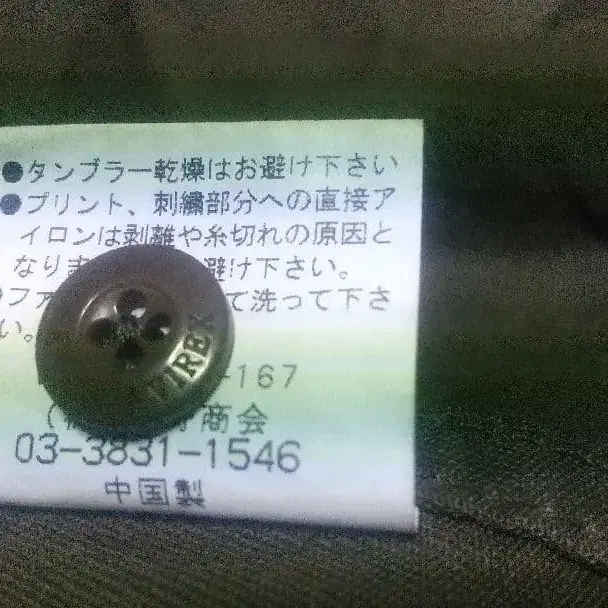 ●タンブラー乾燥はお避け下さい
●プリント、刺繍部分への直接ア
イロンは剥離や糸切れの原因と
なりま 避け下さい。
●ファ て洗って下さ
い。
-167
商会
03-3831-1546
中国製